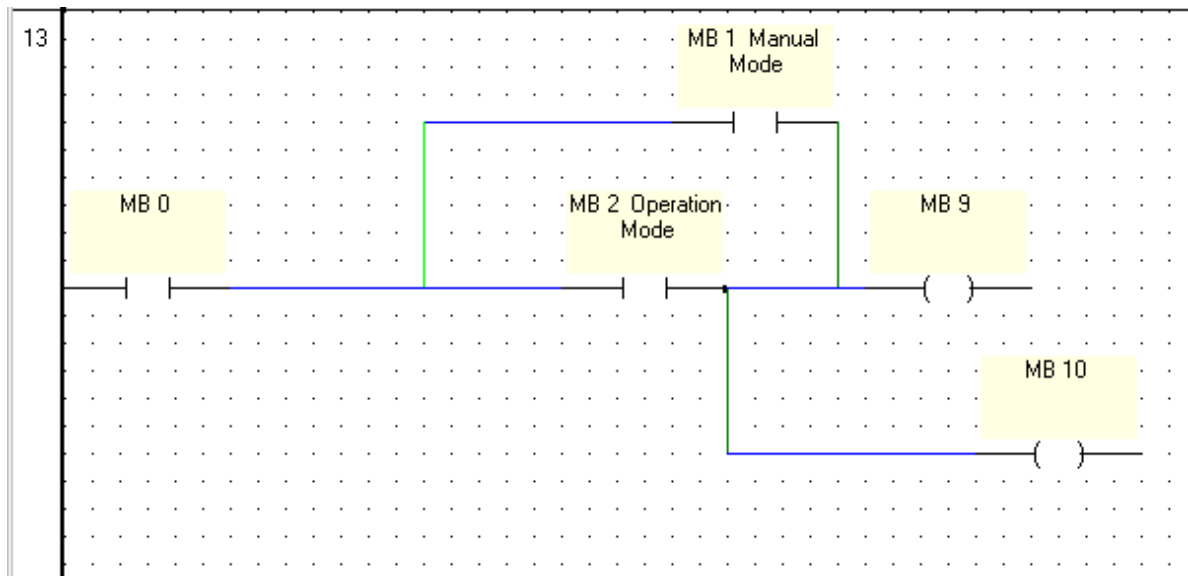 13
MB 1 Manual
Mode
MB 0
MB 2 Operation
Mode
MB 9
MB 10